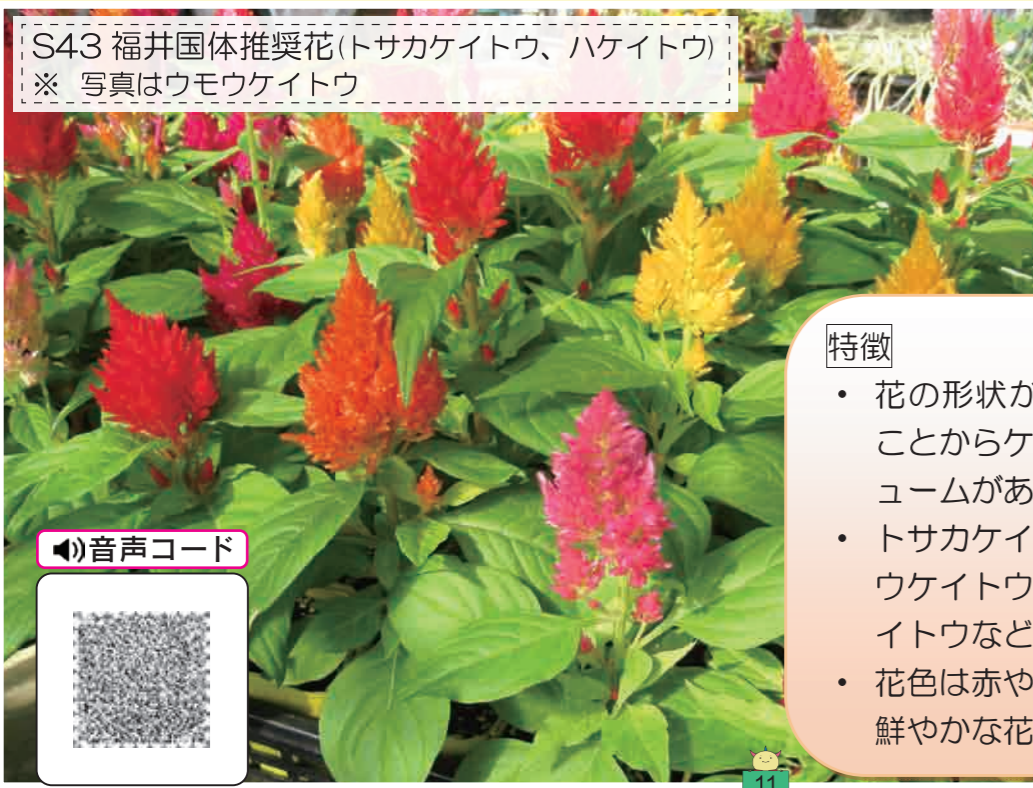 S43 福井国体推奨花(トサカケイトウ、ハケイトウ)
※ 写真はウモウケイトウ
特徴
• 花の形状が
ことからケ
ュームがあ
• トサカケイ
ウケイトウ
イトウなど
• 花色は赤や
鮮やかな花
音声コード
11